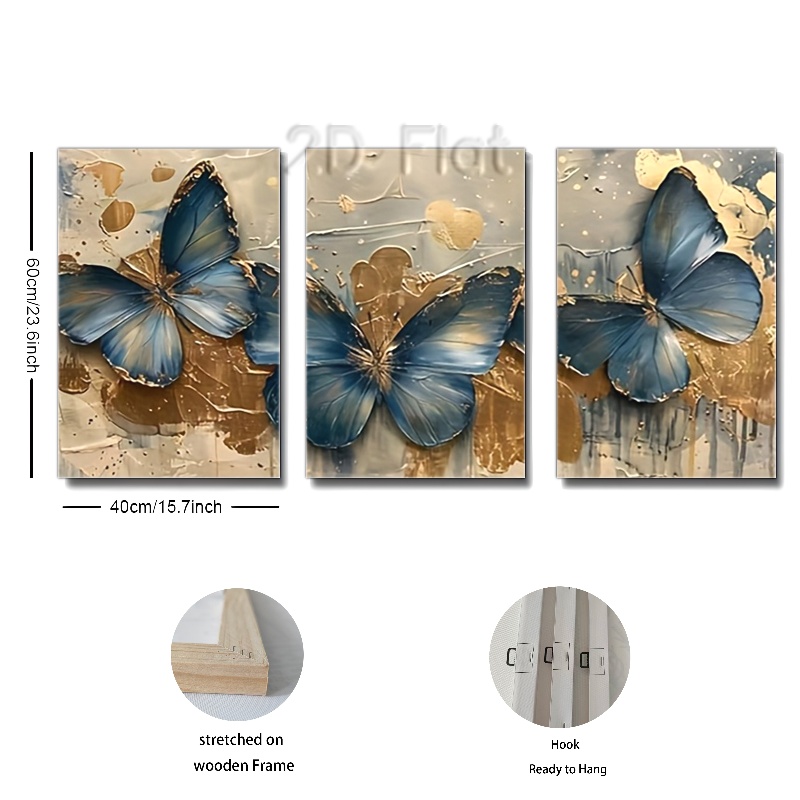 2D Flat
60cm/23.6inch
40cm/15.7inch
stretched on
wooden Frame
Hook
Ready to Hang